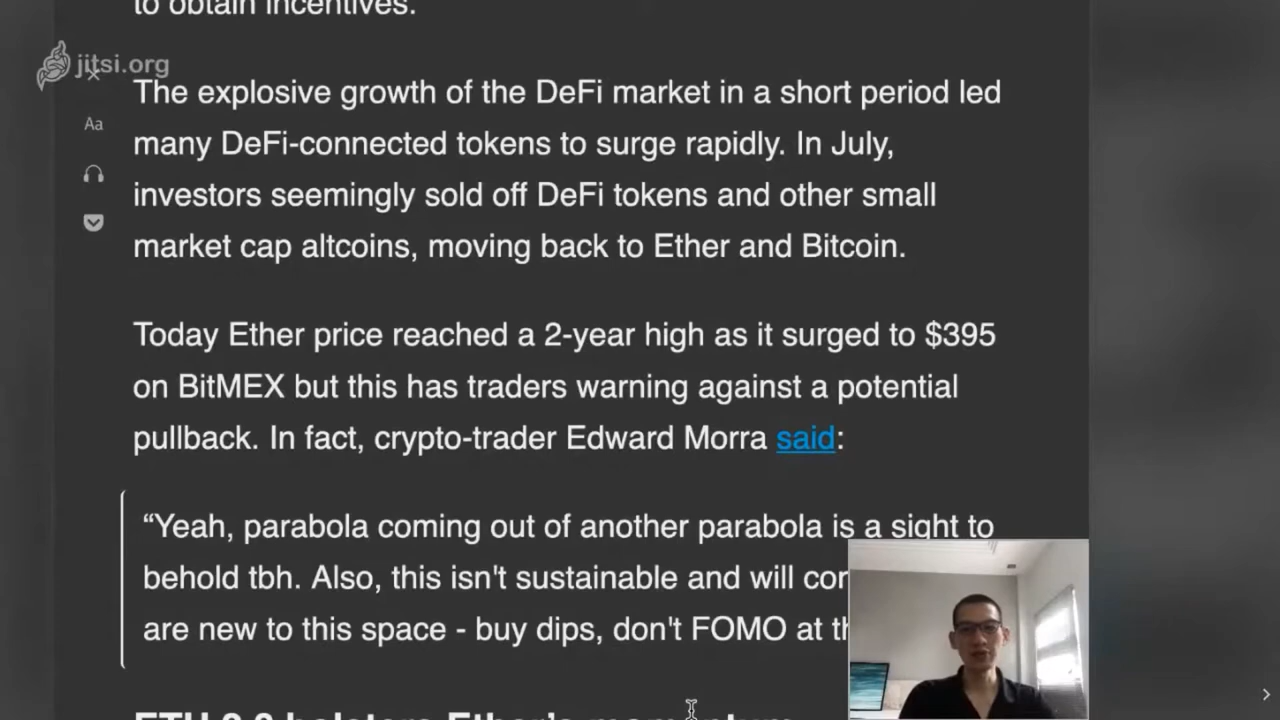 to obtain incentives.
jitsi.org
Aa
The explosive growth of the DeFi market in a short period led
many DeFi-connected tokens to surge rapidly. In July,
investors seemingly sold off DeFi tokens and other small
market cap altcoins, moving back to Ether and Bitcoin.
Today Ether price reached a 2-year high as it surged to $395
on BitMEX but this has traders warning against a potential
pullback. In fact, crypto-trader Edward Morra said:
“Yeah, parabola coming out of another parabola is a sight to
behold tbh. Also, this isn't sustainable and will
are new to this space - buy dips, don't FOMO at
Ether's momentum